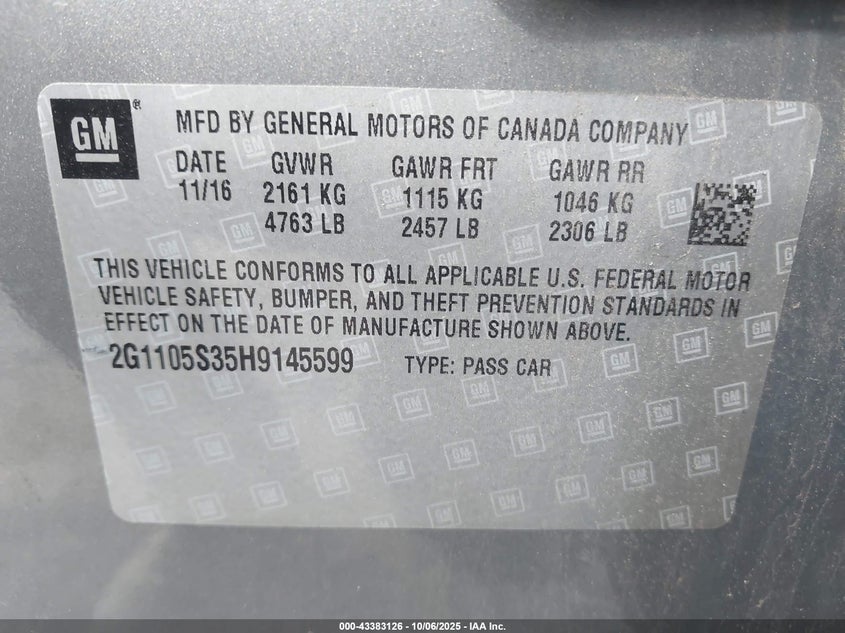 GM ® MFD BY GENERAL MOTORS OF CANADA COMPANY
DATE GVWR GAWR FRT GAWR RR
11/16 2161 KG 1115 KG 1046 KG
4763 LB 2457 LB 2306 LB
THIS VEHICLE CONFORMS TO ALL APPLICABLE U.S. FEDERAL MOTOR
VEHICLE SAFETY, BUMPER, AND THEFT PREVENTION STANDARDS IN
EFFECT ON THE DATE OF MANUFACTURE SHOWN ABOVE.
2G1105S35H9145599 TYPE: PASS CAR
000-43383126 - 10/06/2025 - IAA Inc.